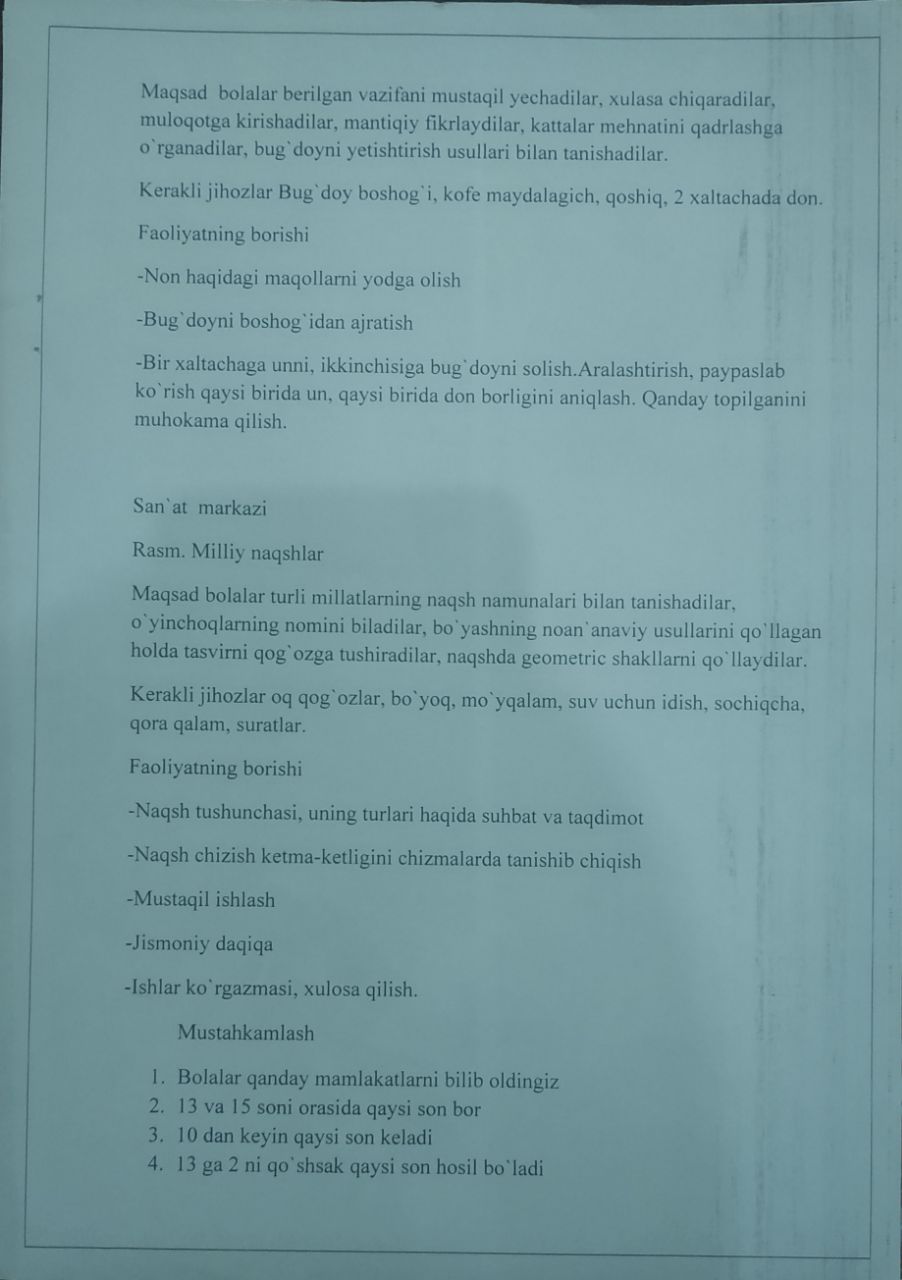 Maqsad bolalar berilgan vazifani mustaqil yechadilar, xulasa chiqaradilar,
muloqotga kirishadilar, mantiqiy fikrlaydilar, kattalar mehnatini qadrlashga
o`rganadilar, bug`doyni yetishtirish usullari bilan tanishadilar.
Kerakli jihozlar Bug`doy boshog`i, kofe maydalagich, qoshiq, 2 xaltachada don.
Faoliyatning borishi
-Non haqidagi maqollarni yodga olish
-Bug`doyni boshog`idan ajratish
-Bir xaltachaga unni, ikkinchisiga bug`doyni solish.Aralashtirish, paypaslab
ko`rish qaysi birida un, qaysi birida don borligini aniqlash. Qanday topilganini
muhokama qilish.
San`at markazi
Rasm. Milliy naqshlar
Maqsad bolalar turli millatlarning naqsh namunalari bilan tanishadilar,
o`yinchoqlarning nomini biladilar, bo`yashning noan`anaviy usullarini qo`llagan
holda tasvirni qog`ozga tushiradilar, naqshda geometric shakllarni qo`llaydilar.
Kerakli jihozlar oq qog`ozlar, bo`yoq, mo`yqalam, suv uchun idish, sochiqcha,
qora qalam, suratlar.
Faoliyatning borishi
-Naqsh tushunchasi, uning turlari haqida suhbat va taqdimot
-Naqsh chizish ketma-ketligini chizmalarda tanishib chiqish
-Mustaqil ishlash
-Jismoniy daqiqa
-Ishlar ko`rgazmasi, xulosa qilish.
Mustahkamlash
1. Bolalar qanday mamlakatlarni bilib oldingiz
2. 13 va 15 soni orasida qaysi son bor
3. 10 dan keyin qaysi son keladi
4. 13 ga 2 ni qo`shsak qaysi son hosil bo`ladi